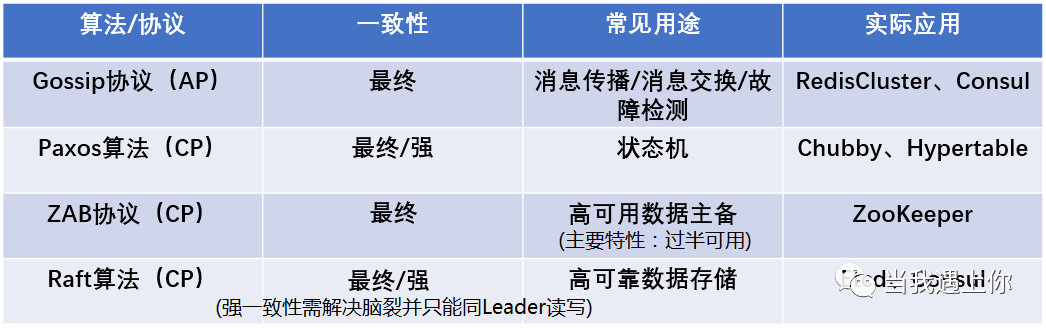 算法/协议 一致性 常见用途 实际应用
Gossip协议（AP） 最终 消息传播/消息交换/故 RedisCluster、Consul
障检测
Paxos算法（CP） 最终/强 状态机 Chubby、Hypertable
ZAB协议（CP） 最终 高可用数据主备 ZooKeeper
(主要特性：过半可用)
Raft算法（CP） 最终/强 高可靠数据存储
(强一致性需解决脑裂并只能同Leader读写)
当我遇上你